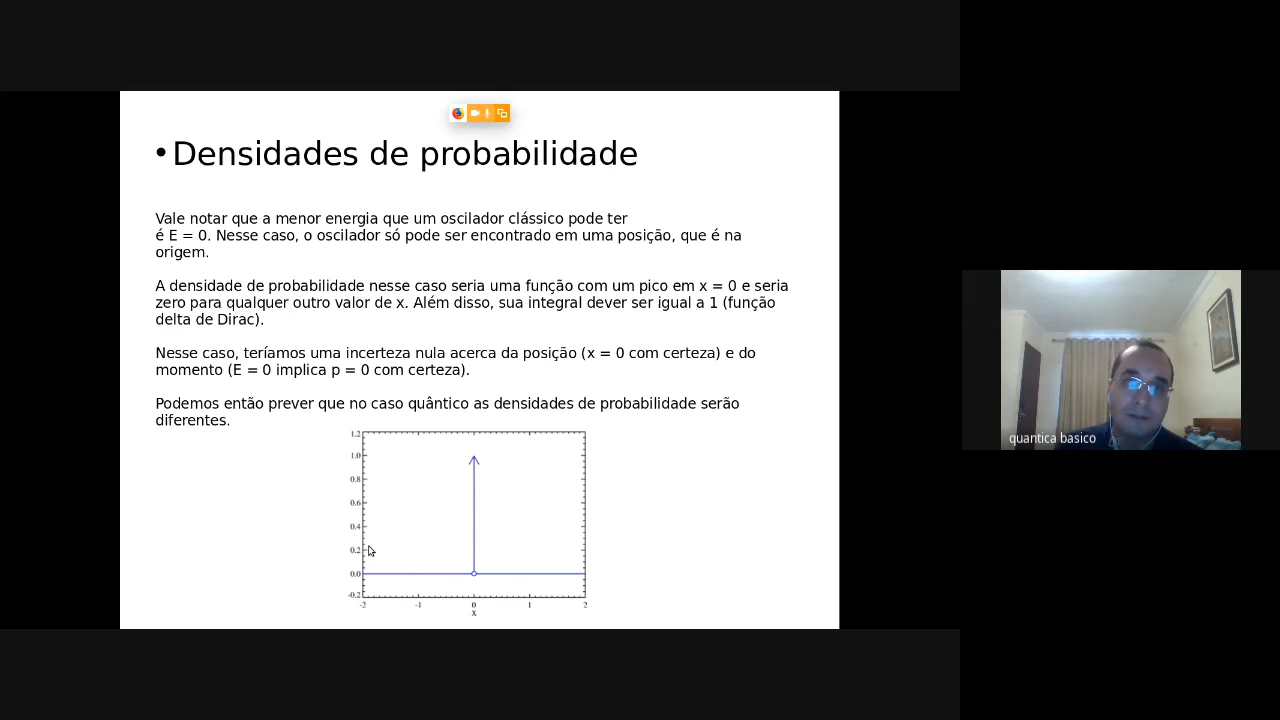 •Densidades de probabilidade
Vale notar que a menor energia que um oscilador clássico pode ter
é E = 0. Nesse caso, o oscilador só pode ser encontrado em uma posição, que é na
origem.
A densidade de probabilidade nesse caso seria uma função com um pico em x = 0 e seria
zero para qualquer outro valor de x. Além disso, sua integral dever ser igual a 1 (função
delta de Dirac).
Nesse caso, teríamos uma incerteza nula acerca da posição (x = 0 com certeza) e do
momento (E = 0 implica p = 0 com certeza).
Podemos então prever que no caso quântico as densidades de probabilidade serão
diferentes.
1.2
1.0
0.8
0.6
0.4
0.2
0.0
-0.2
-2 -1 0 1 2
x
quantica basico